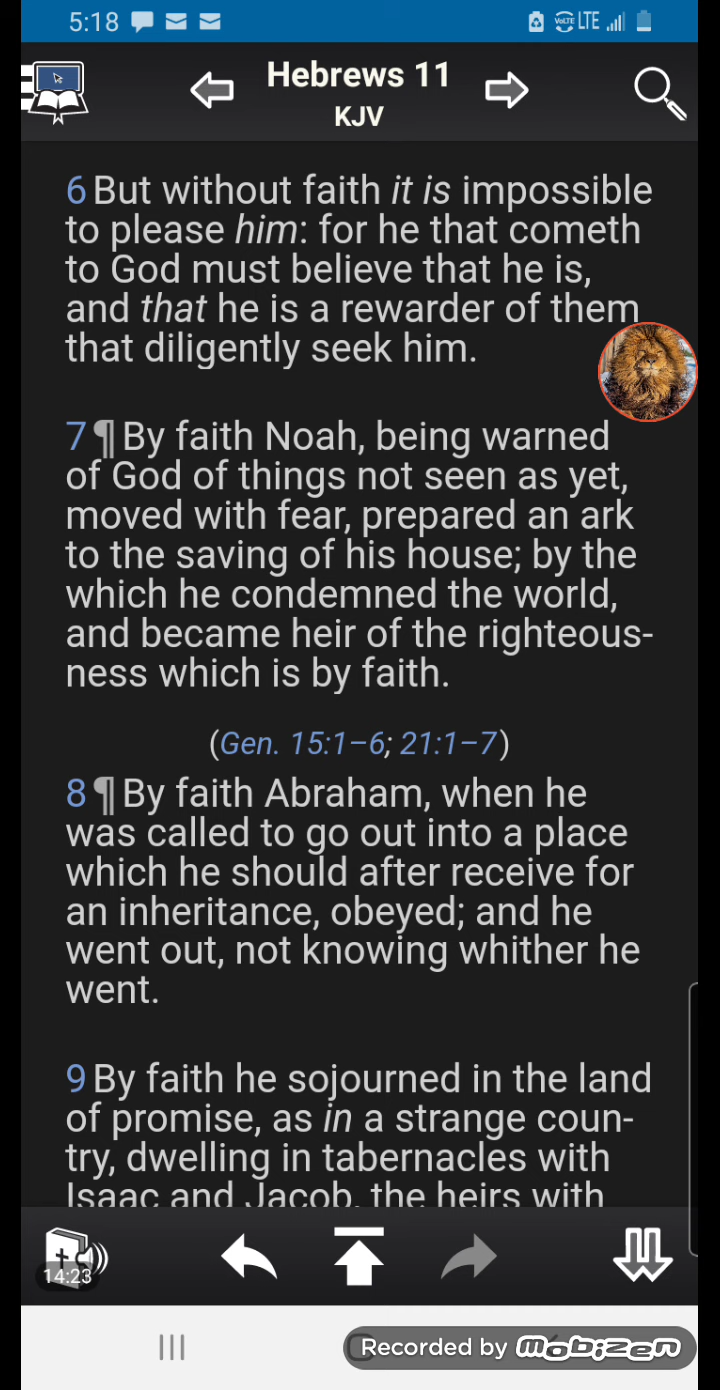 5:18 LTE
Hebrews 11
KJV
6 But without faith it is impossible
to please him: for he that cometh
to God must believe that he is,
and that he is a rewarder of them
that diligently seek him.
7 ¶ By faith Noah, being warned
of God of things not seen as yet,
moved with fear, prepared an ark
to the saving of his house; by the
which he condemned the world,
and became heir of the righteous-
ness which is by faith.
(Gen. 15:1–6; 21:1–7)
8 ¶ By faith Abraham, when he
was called to go out into a place
which he should after receive for
an inheritance, obeyed; and he
went out, not knowing whither he
went.
9 By faith he sojourned in the land
of promise, as in a strange coun-
try, dwelling in tabernacles with
Isaac and Jacob, the heirs with
14:23
Recorded by mobizen